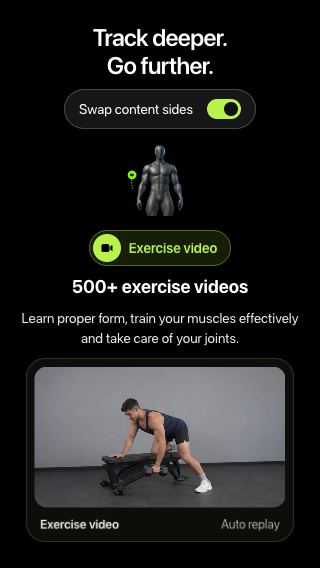 Track deeper.
Go further.
Swap content sides
Exercise video
500+ exercise videos
Learn proper form, train your muscles effectively
and take care of your joints.
Exercise video
Auto replay